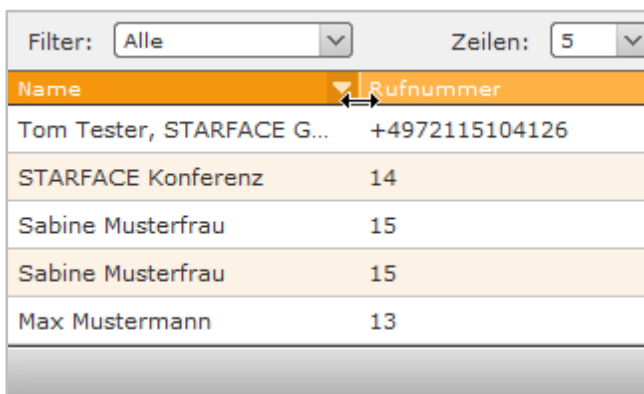 Filter: Alle Zeilen: 5
Name Rufnummer
Tom Tester, STARFACE G... +4972115104126
STARFACE Konferenz 14
Sabine Musterfrau 15
Sabine Musterfrau 15
Max Mustermann 13